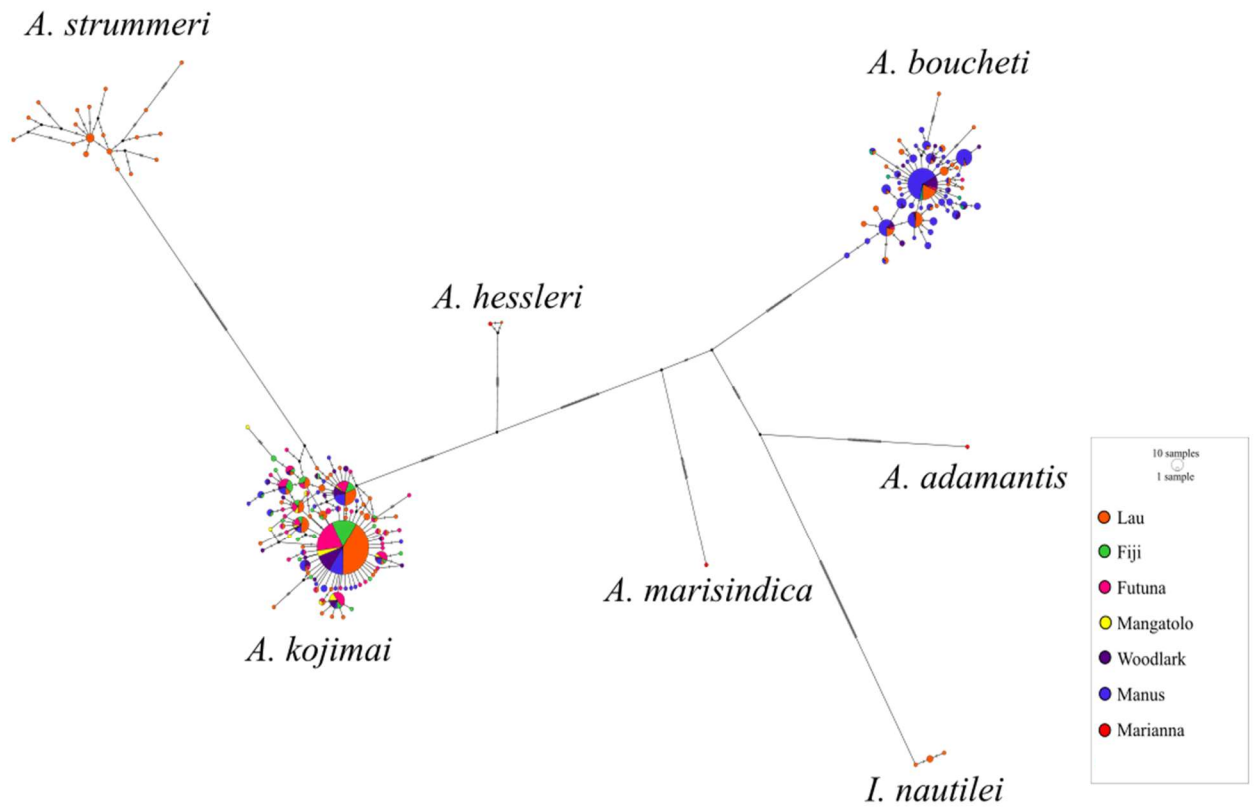 A. strummeri
A. boucheti
A. hessleri
A. adamantis
A. marisindica
A. kojimai
I. nautilei
10 samples
1 sample
Lau
Fiji
Futuna
Mangatolo
Woodlark
Manus
Marianna